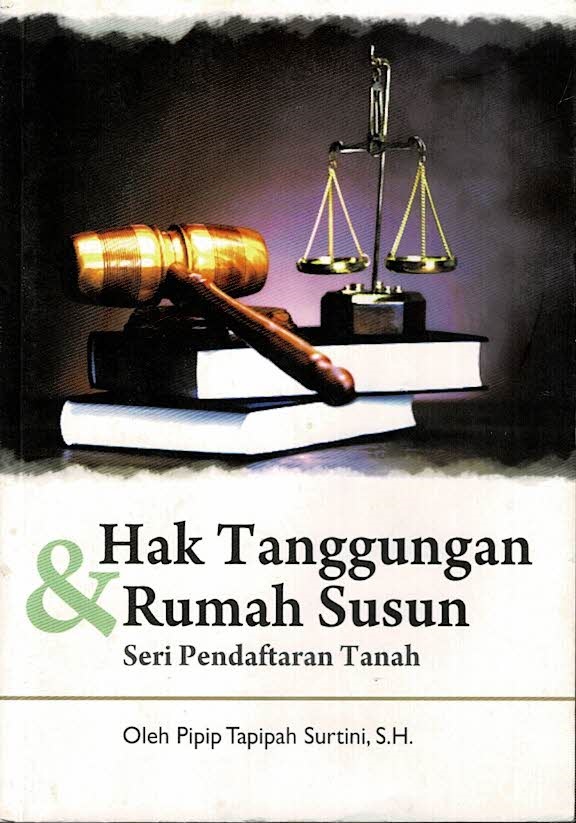 Hak Tanggungan
& Rumah Susun
Seri Pendaftaran Tanah
Oleh Pipip Tapipah Surtini, S.H.